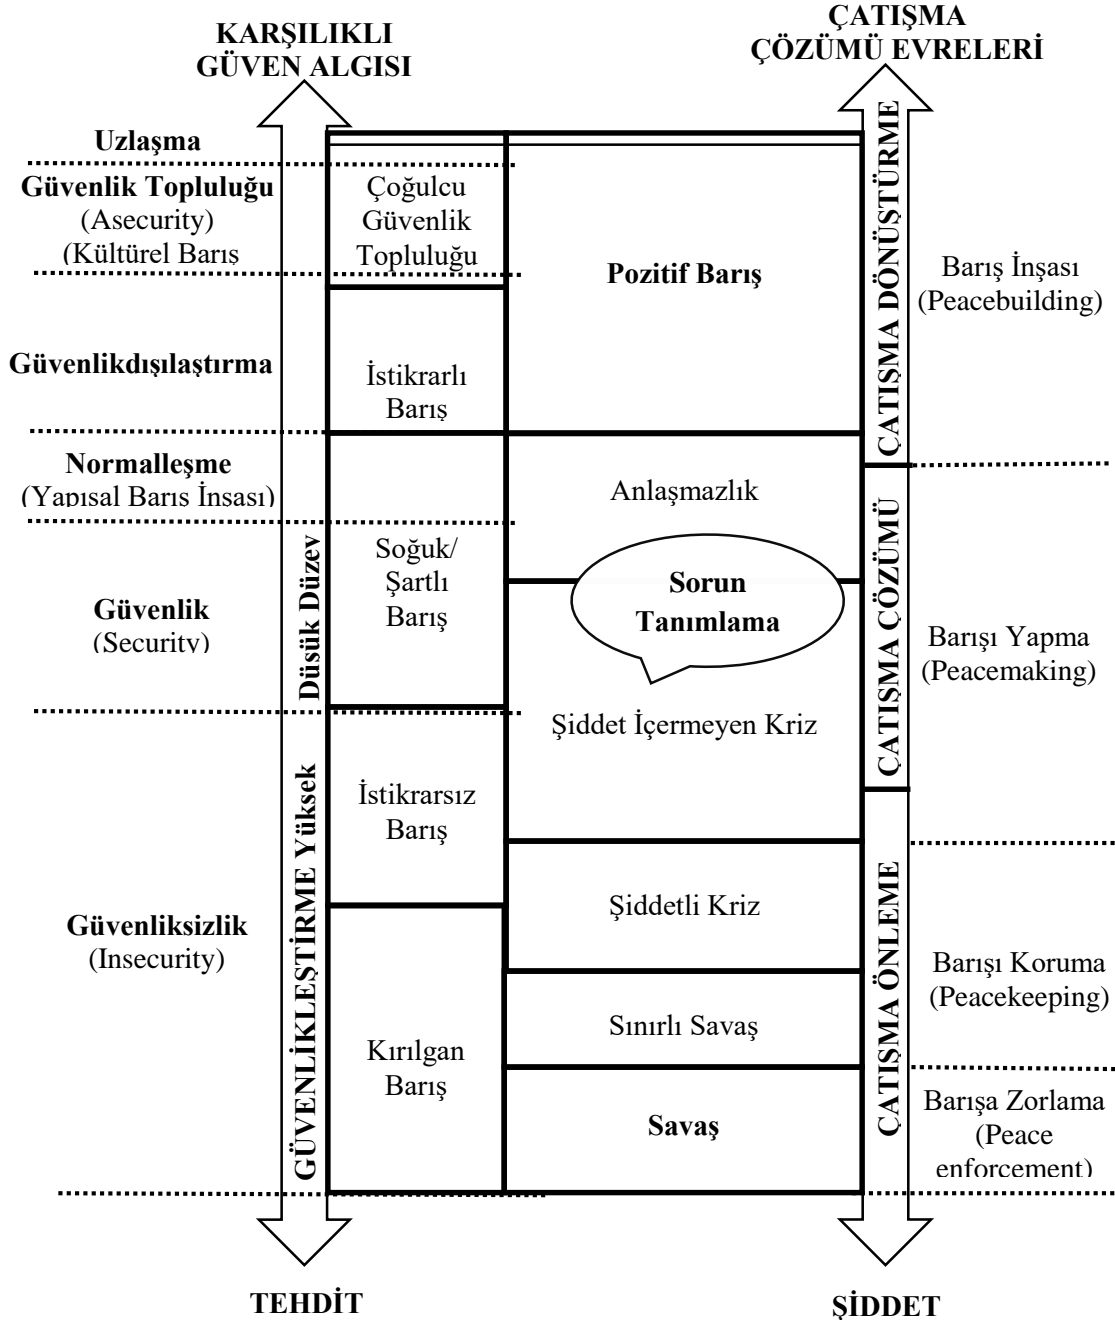 KARŞILIKLI
GÜVEN ALGISI
ÇATIŞMA
ÇÖZÜMÜ EVRELERİ
Uzlaşma
Güvenlik Topluluğu
(Asecurity)
(Kültürel Barış
Güvenlikdışılaştırma
Normalleşme
(Yapısal Barış İnşası)
Güvenlik
(Security)
Güvenliksizlik
(Insecurity)
Düşük Düzey
GÜVENLİKLEŞTİRME Yüksek
Çoğulcu
Güvenlik
Topluluğu
İstikrarlı
Barış
Soğuk/
Şartlı
Barış
İstikrarsız
Barış
Kırılgan
Barış
Pozitif Barış
Anlaşmazlık
Sorun
Tanımlama
Şiddet İçermeyen Kriz
Şiddetli Kriz
Sınırlı Savaş
Savaş
ÇATIŞMA DÖNÜŞTÜRME
ÇATIŞMA ÇÖZÜMÜ
ÇATIŞMA ÖNLEME
Barış İnşası
(Peacebuilding)
Barışı Yapma
(Peacemaking)
Barışı Koruma
(Peacekeeping)
Barışa Zorlama
(Peace
enforcement)
TEHDİT
ŞİDDET